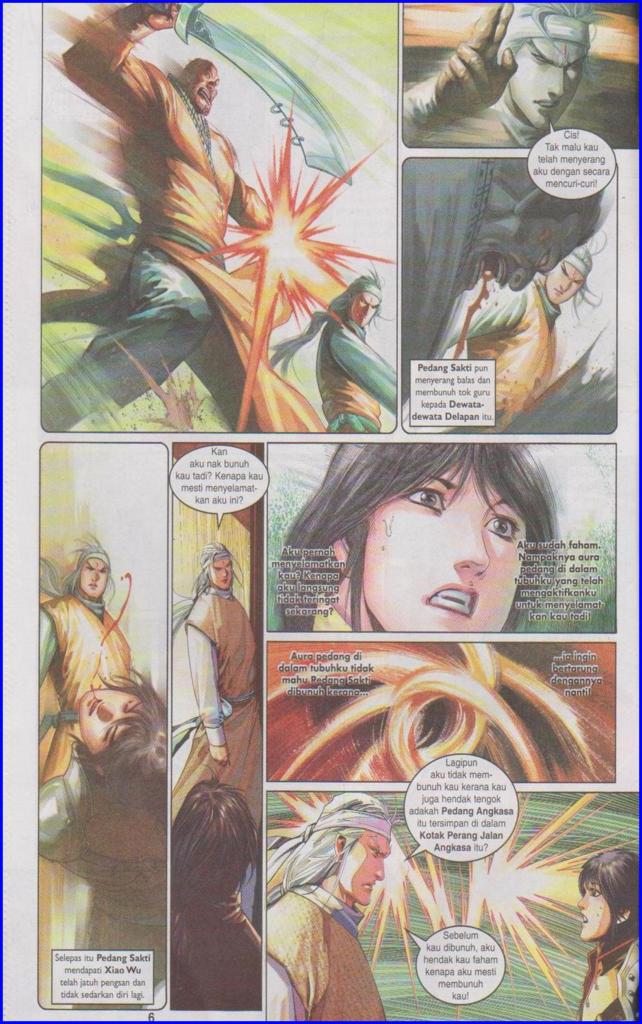 Cis!
Tak malu kau
telah menyerang
aku dengan secara
mencuri-curi!
Pedang Sakti pun
menyerang balas dan
membunuh tok guru
kepada Dewata-
dewata Delapan itu.
Selepas itu Pedang Sakti
mendapati Xiao Wu
telah jatuh pengsan dan
tidak sedarkan diri lagi.
Kan
aku nak bunuh
kau tadi? Kenapa kau
mesti menyelamat-
kan aku ini?
Aku pernah
menyelamatkan
kau? Kenapa
aku langsung
tidak teringat
sekarang?
Aku sudah faham.
Nampaknya aura
pedang di dalam
tubuhku yang telah
mengaktifkanku
untuk menyelamat-
kan kau tadi!
Aura pedang di
dalam tubuhku tidak
mahu Pedang Sakti
dibunuh kerana...
...ia ingin
bertarung
dengannya
nanti!
Lagipun
aku tidak mem-
bunuh kau kerana kau
juga hendak tengok
adakah Pedang Angkasa
itu tersimpan di dalam
Kotak Perang Jalan
Angkasa itu?
Sebelum
kau dibunuh, aku
hendak kau faham
kenapa aku mesti
membunuh
kau!
6